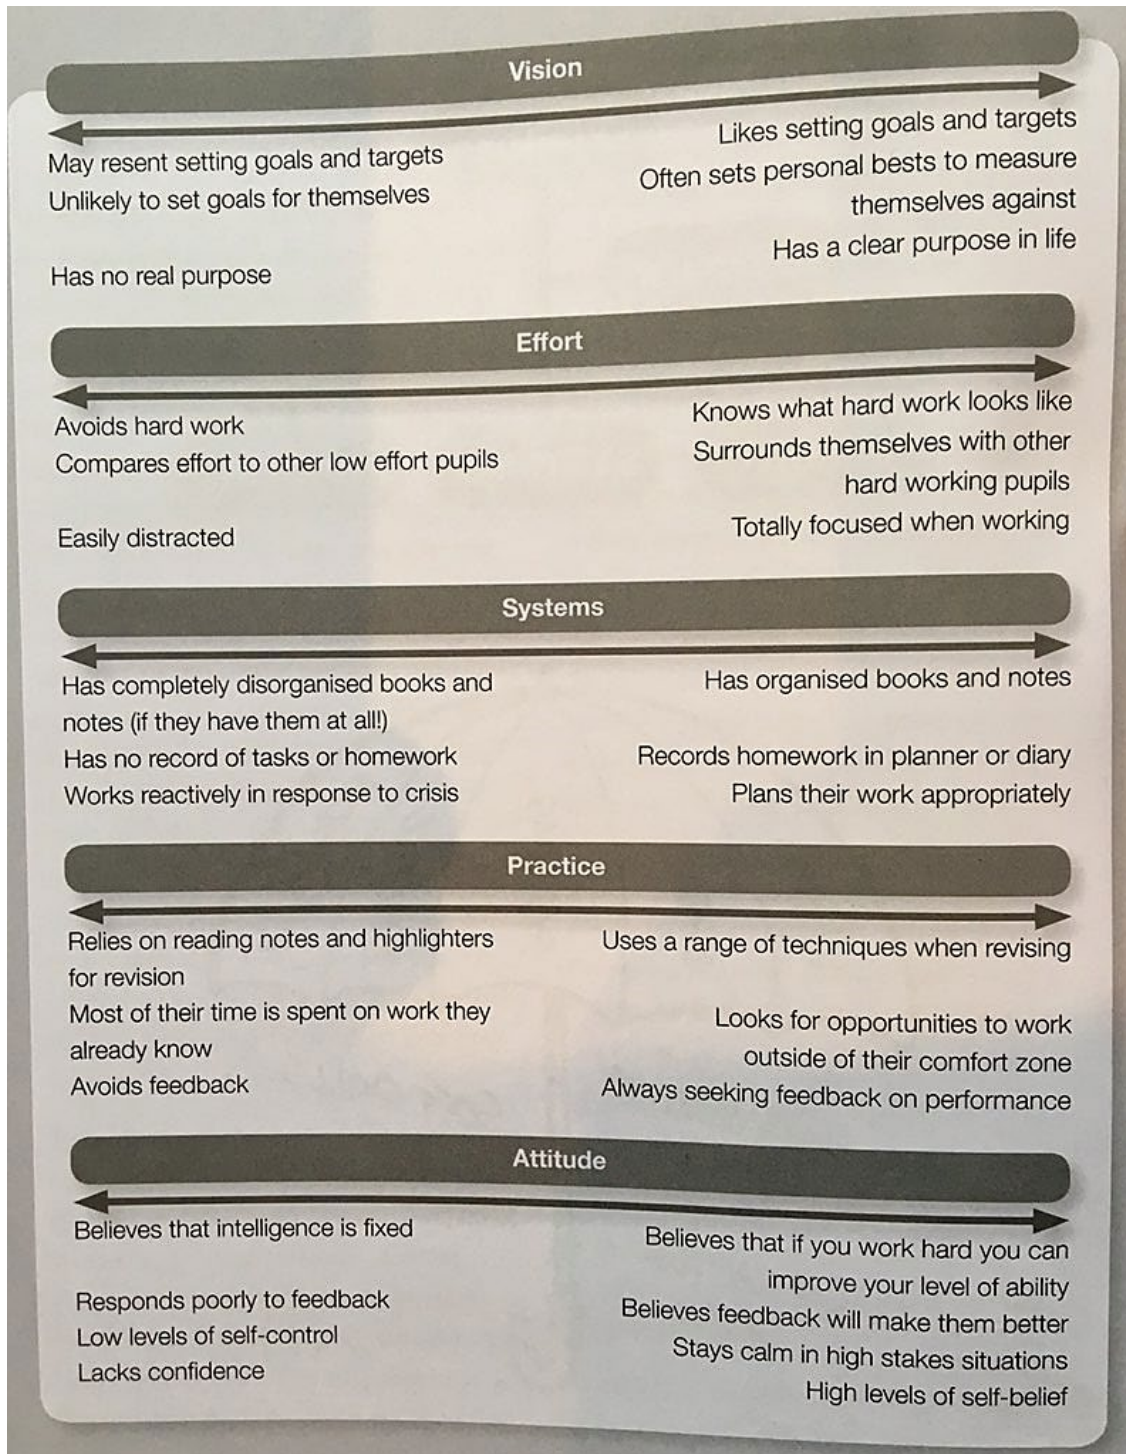 Vision
May resent setting goals and targets
Unlikely to set goals for themselves
Has no real purpose
Likes setting goals and targets
Often sets personal bests to measure
themselves against
Has a clear purpose in life
Effort
Avoids hard work
Compares effort to other low effort pupils
Easily distracted
Knows what hard work looks like
Surrounds themselves with other
hard working pupils
Totally focused when working
Systems
Has completely disorganised books and
notes (if they have them at all!)
Has no record of tasks or homework
Works reactively in response to crisis
Has organised books and notes
Records homework in planner or diary
Plans their work appropriately
Practice
Relies on reading notes and highlighters
for revision
Most of their time is spent on work they
already know
Avoids feedback
Uses a range of techniques when revising
Looks for opportunities to work
outside of their comfort zone
Always seeking feedback on performance
Attitude
Believes that intelligence is fixed
Responds poorly to feedback
Low levels of self-control
Lacks confidence
Believes that if you work hard you can
improve your level of ability
Believes feedback will make them better
Stays calm in high stakes situations
High levels of self-belief